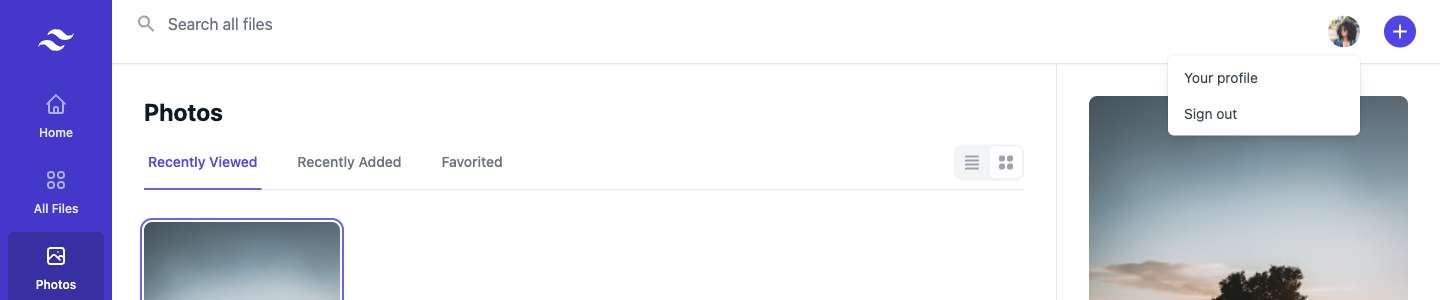 Search all files
Your profile
Sign out
Home
All Files
Photos
Photos
Recently Viewed
Recently Added
Favorited